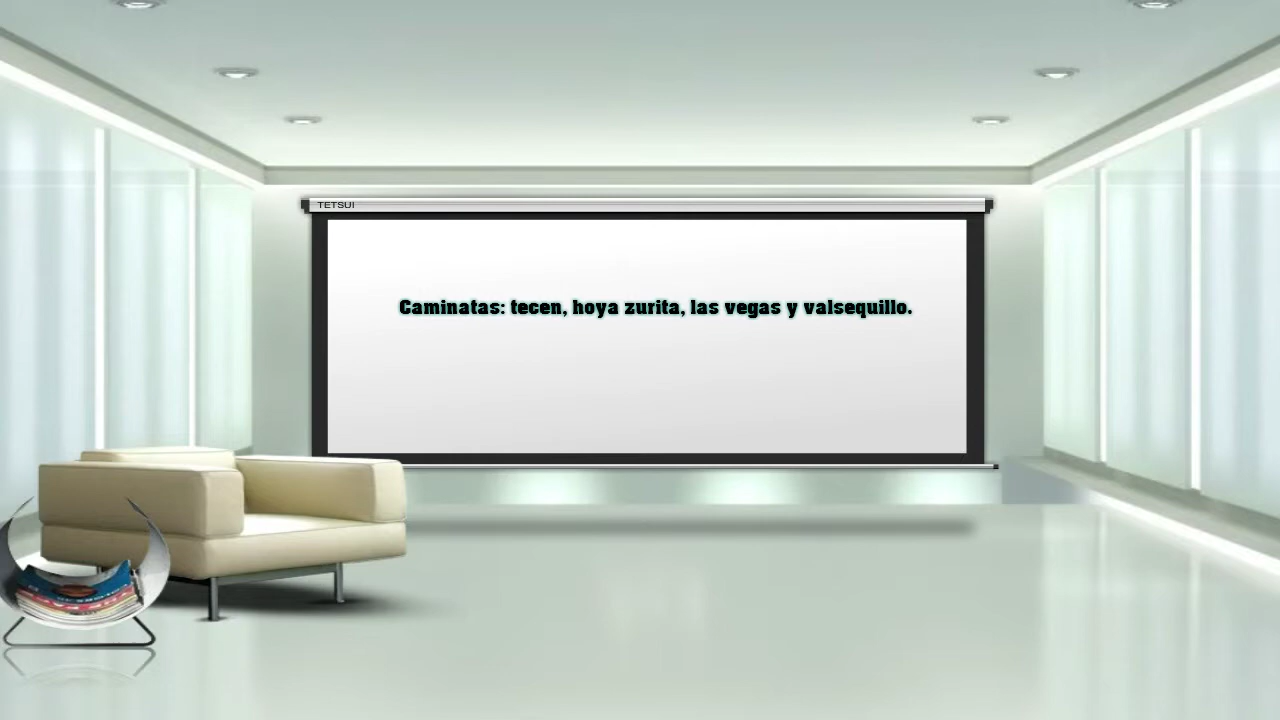 TETSUI
Caminatas: tecen, hoya zurita, las vegas y valsequillo.